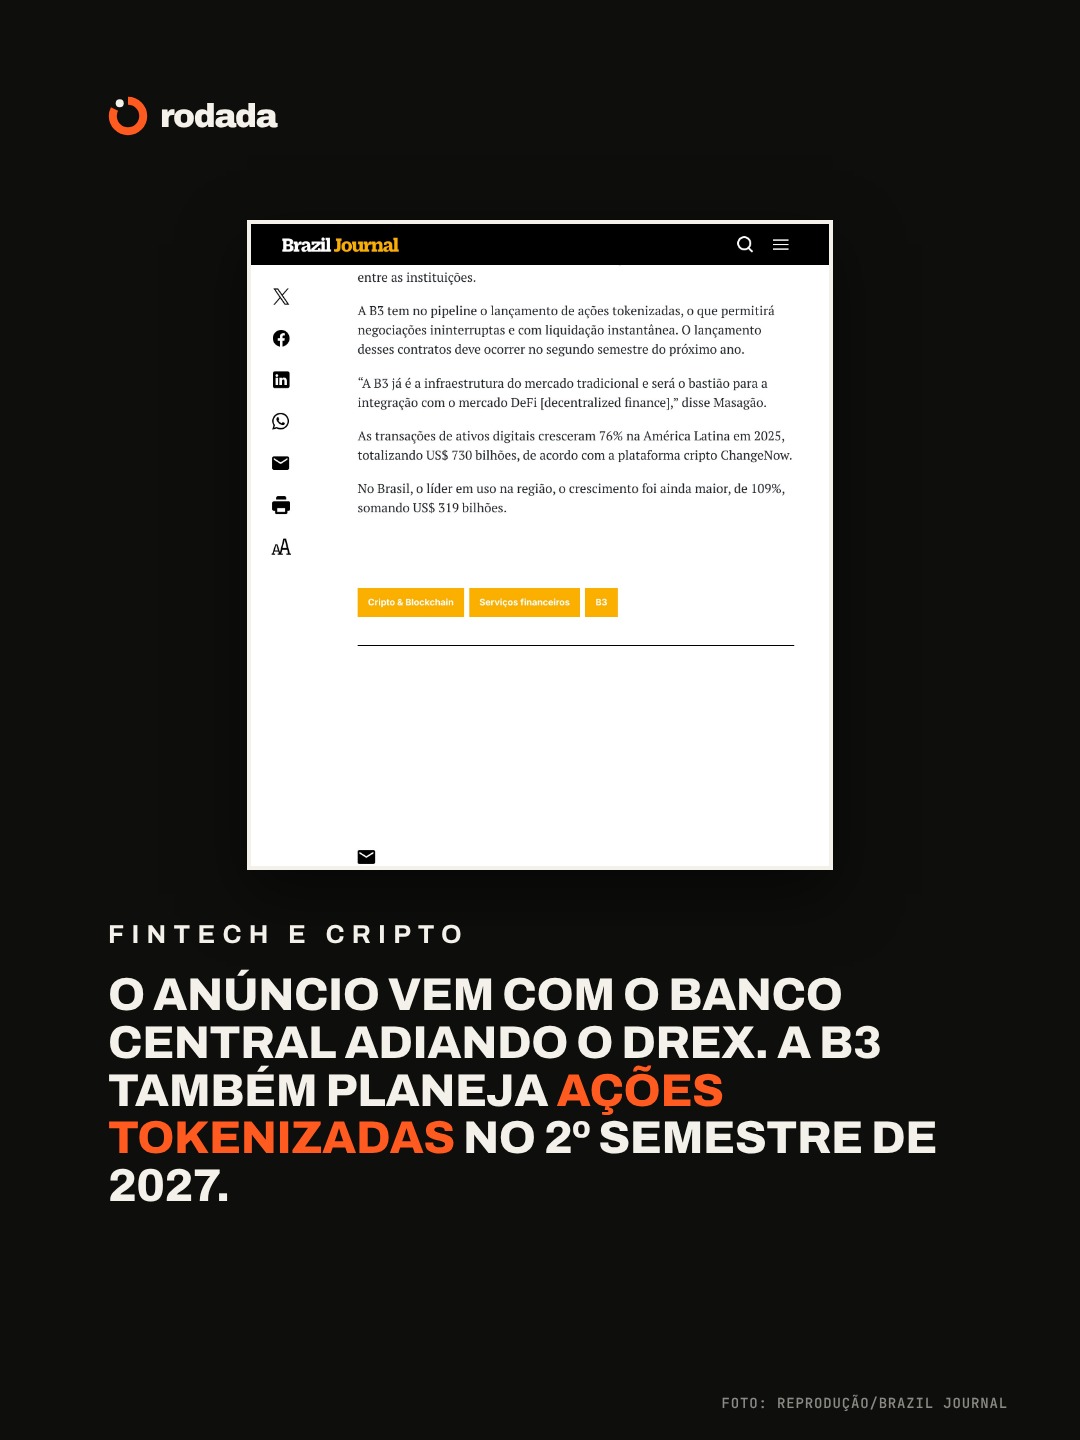 rodada
Brazil Journal
entre as instituições.
A B3 tem no pipeline o lançamento de ações tokenizadas, o que permitirá
negociações ininterruptas e com liquidação instantânea. O lançamento
desses contratos deve ocorrer no segundo semestre do próximo ano.
“A B3 já é a infraestrutura do mercado tradicional e será o bastião para a
integração com o mercado DeFi [decentralized finance],” disse Masagão.
As transações de ativos digitais cresceram 76% na América Latina em 2025,
totalizando US$ 730 bilhões, de acordo com a plataforma cripto ChangeNow.
No Brasil, o líder em uso na região, o crescimento foi ainda maior, de 109%,
somando US$ 319 bilhões.
AA
Cripto & Blockchain Serviços financeiros B3
FINTECH E CRIPTO
O ANÚNCIO VEM COM O BANCO
CENTRAL ADIANDO O DREX. A B3
TAMBÉM PLANEJA AÇÕES
TOKENIZADAS NO 2º SEMESTRE DE
2027.
FOTO: REPRODUÇÃO/BRAZIL JOURNAL